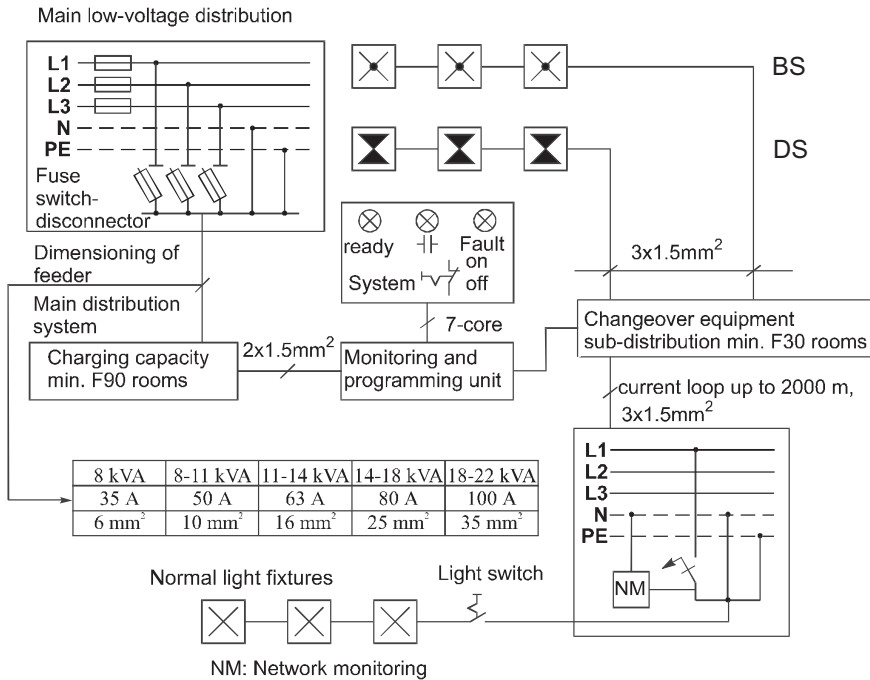 Main low-voltage distribution
L1
L2
L3
N
PE
Fuse
switch-
disconnector
BS
DS
ready
Fault
System
on
off
Dimensioning of
feeder
Main distribution
system
3x1.5mm²
7-core
Charging capacity
min. F90 rooms
2x1.5mm²
Monitoring and
programming unit
Changeover equipment
sub-distribution min. F30 rooms
current loop up to 2000 m,
3x1.5mm²
8 kVA 8-11 kVA 11-14 kVA 14-18 kVA 18-22 kVA
35 A 50 A 63 A 80 A 100 A
6 mm² 10 mm² 16 mm² 25 mm² 35 mm²
L1
L2
L3
N
PE
NM
Normal light fixtures
Light switch
NM: Network monitoring